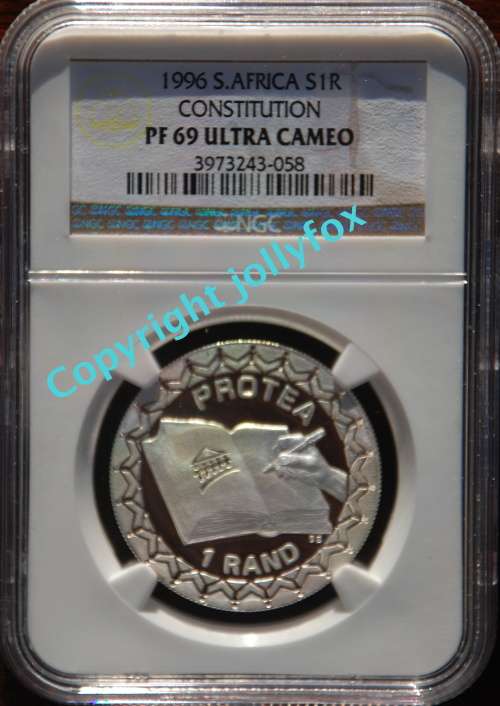 1996 S.AFRICA S1R
CONSTITUTION
PF 69 ULTRA CAMEO
3973243-058
NGC
Copyright jollyfox
PROTEA
1 RAND